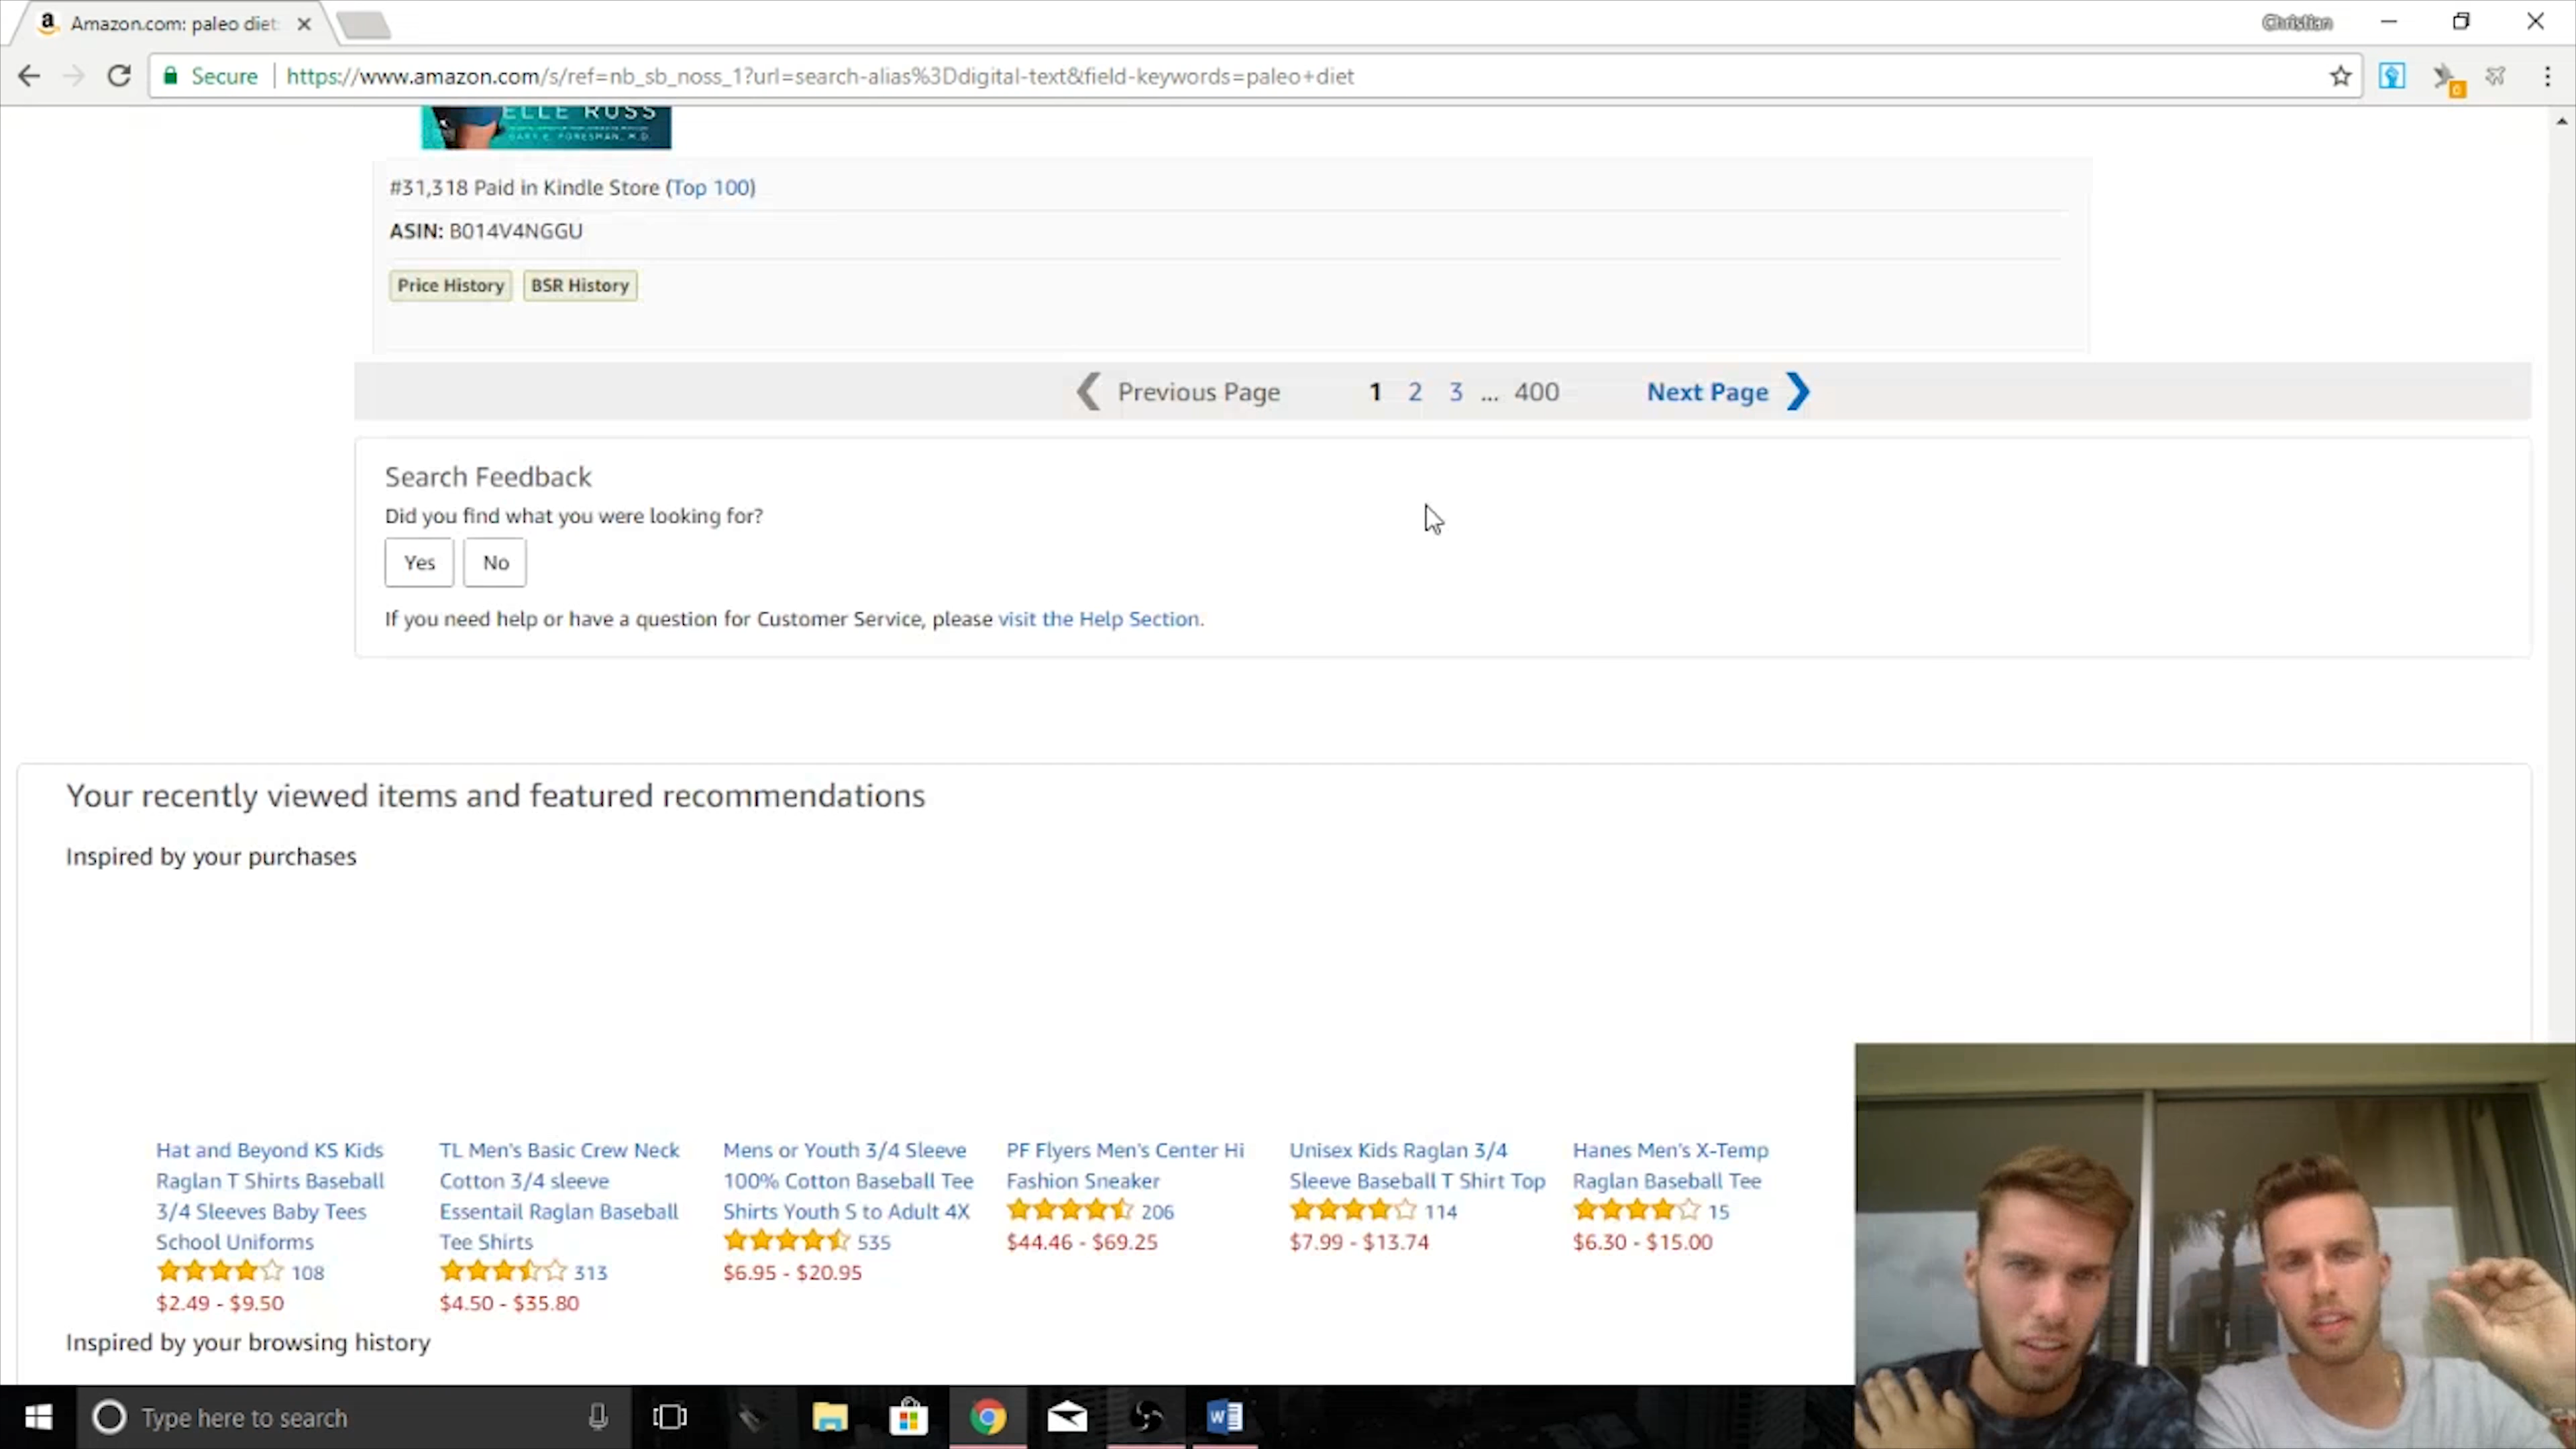 Amazon.com: paleo diet:
Christian
Secure
https://www.amazon.com/s/ref=nb_sb_noss_1?url=search-alias%3Ddigital-text&field-keywords=paleo+diet
0
ELLE RUSS
GARY E. FORESMAN, M.D.
#31,318 Paid in Kindle Store (Top 100)
ASIN: B014V4NGGU
Price History BSR History
Previous Page 1 2 3 ... 400 Next Page
Search Feedback
Did you find what you were looking for?
Yes No
If you need help or have a question for Customer Service, please visit the Help Section.
Your recently viewed items and featured recommendations
Inspired by your purchases
Hat and Beyond KS Kids
Raglan T Shirts Baseball
3/4 Sleeves Baby Tees
School Uniforms
108
$2.49 - $9.50
TL Men's Basic Crew Neck
Cotton 3/4 sleeve
Essentail Raglan Baseball
Tee Shirts
313
$4.50 - $35.80
Mens or Youth 3/4 Sleeve
100% Cotton Baseball Tee
Shirts Youth S to Adult 4X
535
$6.95 - $20.95
PF Flyers Men's Center Hi
Fashion Sneaker
206
$44.46 - $69.25
Unisex Kids Raglan 3/4
Sleeve Baseball T Shirt Top
114
$7.99 - $13.74
Hanes Men's X-Temp
Raglan Baseball Tee
15
$6.30 - $15.00
Inspired by your browsing history
Type here to search